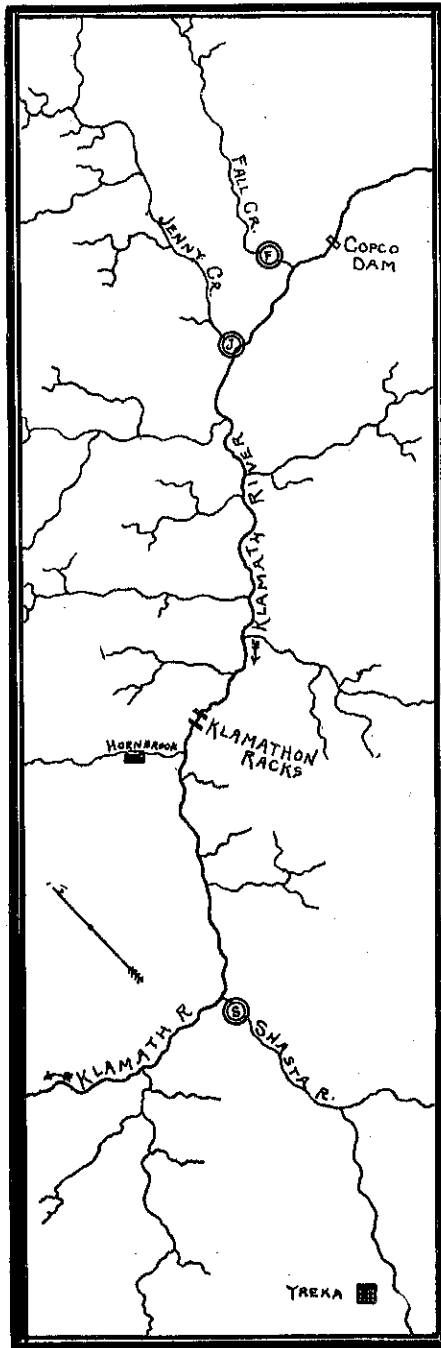 FALL CR.
F
COPCO
DAM
JENNY CR.
J
KLAMATH RIVER
KLAMATHON
RACKS
HORNBROOK
S
SHASTA R.
KLAMATH R
YREKA